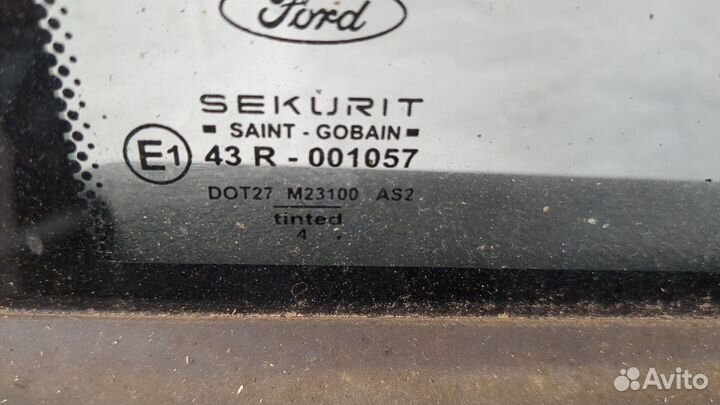 Ford
SEKURIT
SAINT - GOBAIN
E1 43 R - 001057
DOT27 M23100 AS2
tinted
4 .
Avito